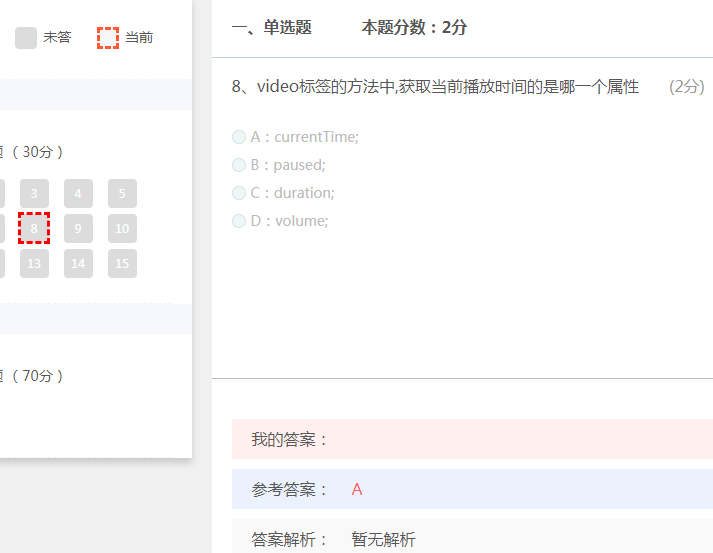 未答 当前
一、单选题 本题分数：2分
8、video标签的方法中,获取当前播放时间的是哪一个属性 (2分)
A：currentTime;
B：paused;
C：duration;
D：volume;
（30分）
3 4 5
8 9 10
13 14 15
（70分）
我的答案：
参考答案： A
答案解析： 暂无解析